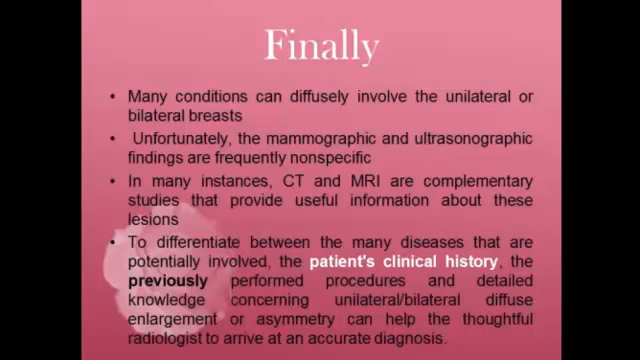 Finally
• Many conditions can diffusely involve the unilateral or
bilateral breasts
• Unfortunately, the mammographic and ultrasonographic
findings are frequently nonspecific
• In many instances, CT and MRI are complementary
studies that provide useful information about these
lesions
• To differentiate between the many diseases that are
potentially involved, the patient's clinical history, the
previously performed procedures and detailed
knowledge concerning unilateral/bilateral diffuse
enlargement or asymmetry can help the thoughtful
radiologist to arrive at an accurate diagnosis.